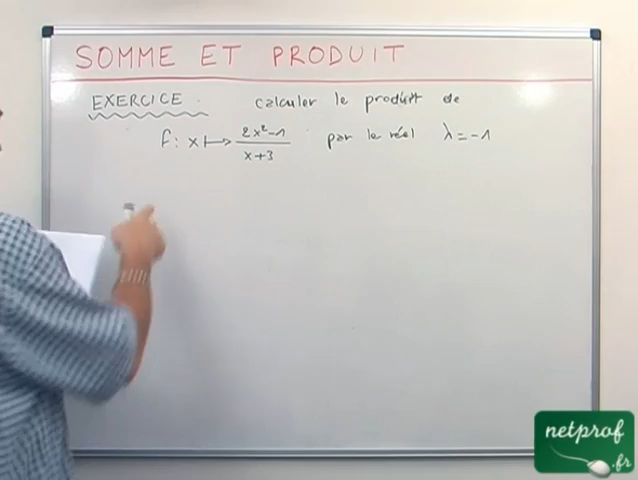 SOMME ET PRODUIT
EXERCICE. calculer le produit de
f: x ⟼ (2x²-1)/(x+3) par le réel λ = -1
netprof
.fr